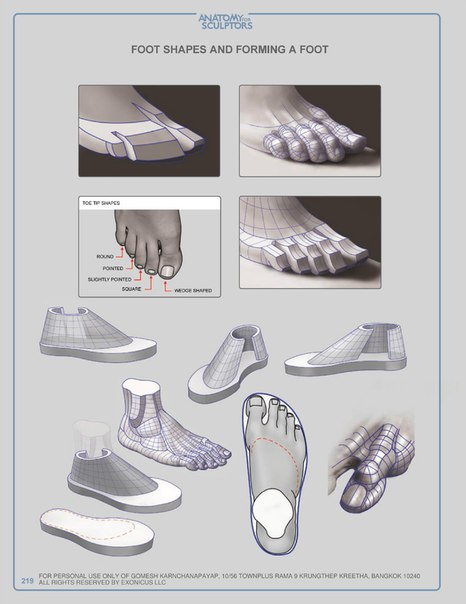 ANATOMY FOR
SCULPTORS
FOOT SHAPES AND FORMING A FOOT
TOE TIP SHAPES
ROUND
POINTED
SLIGHTLY POINTED
SQUARE
WEDGE SHAPED
FOR PERSONAL USE ONLY OF GOMESH KARNCHANAPAYAP, 10/56 TOWNPLUS RAMA 9 KRUNGTHEP KREETHA, BANGKOK 10240
219 ALL RIGHTS RESERVED BY EXONICUS LLC